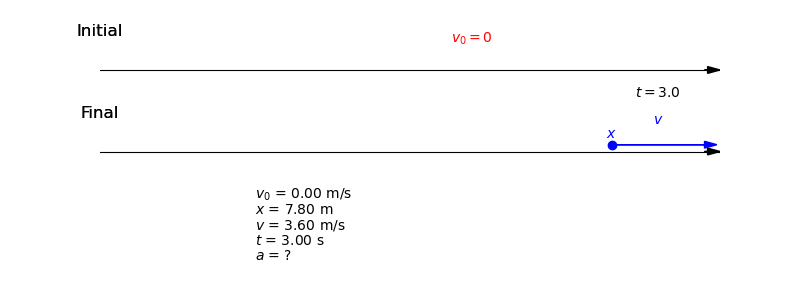 Initial
v₀ = 0
t = 3.0
Final
v
x
v₀ = 0.00 m/s
x = 7.80 m
v = 3.60 m/s
t = 3.00 s
a = ?